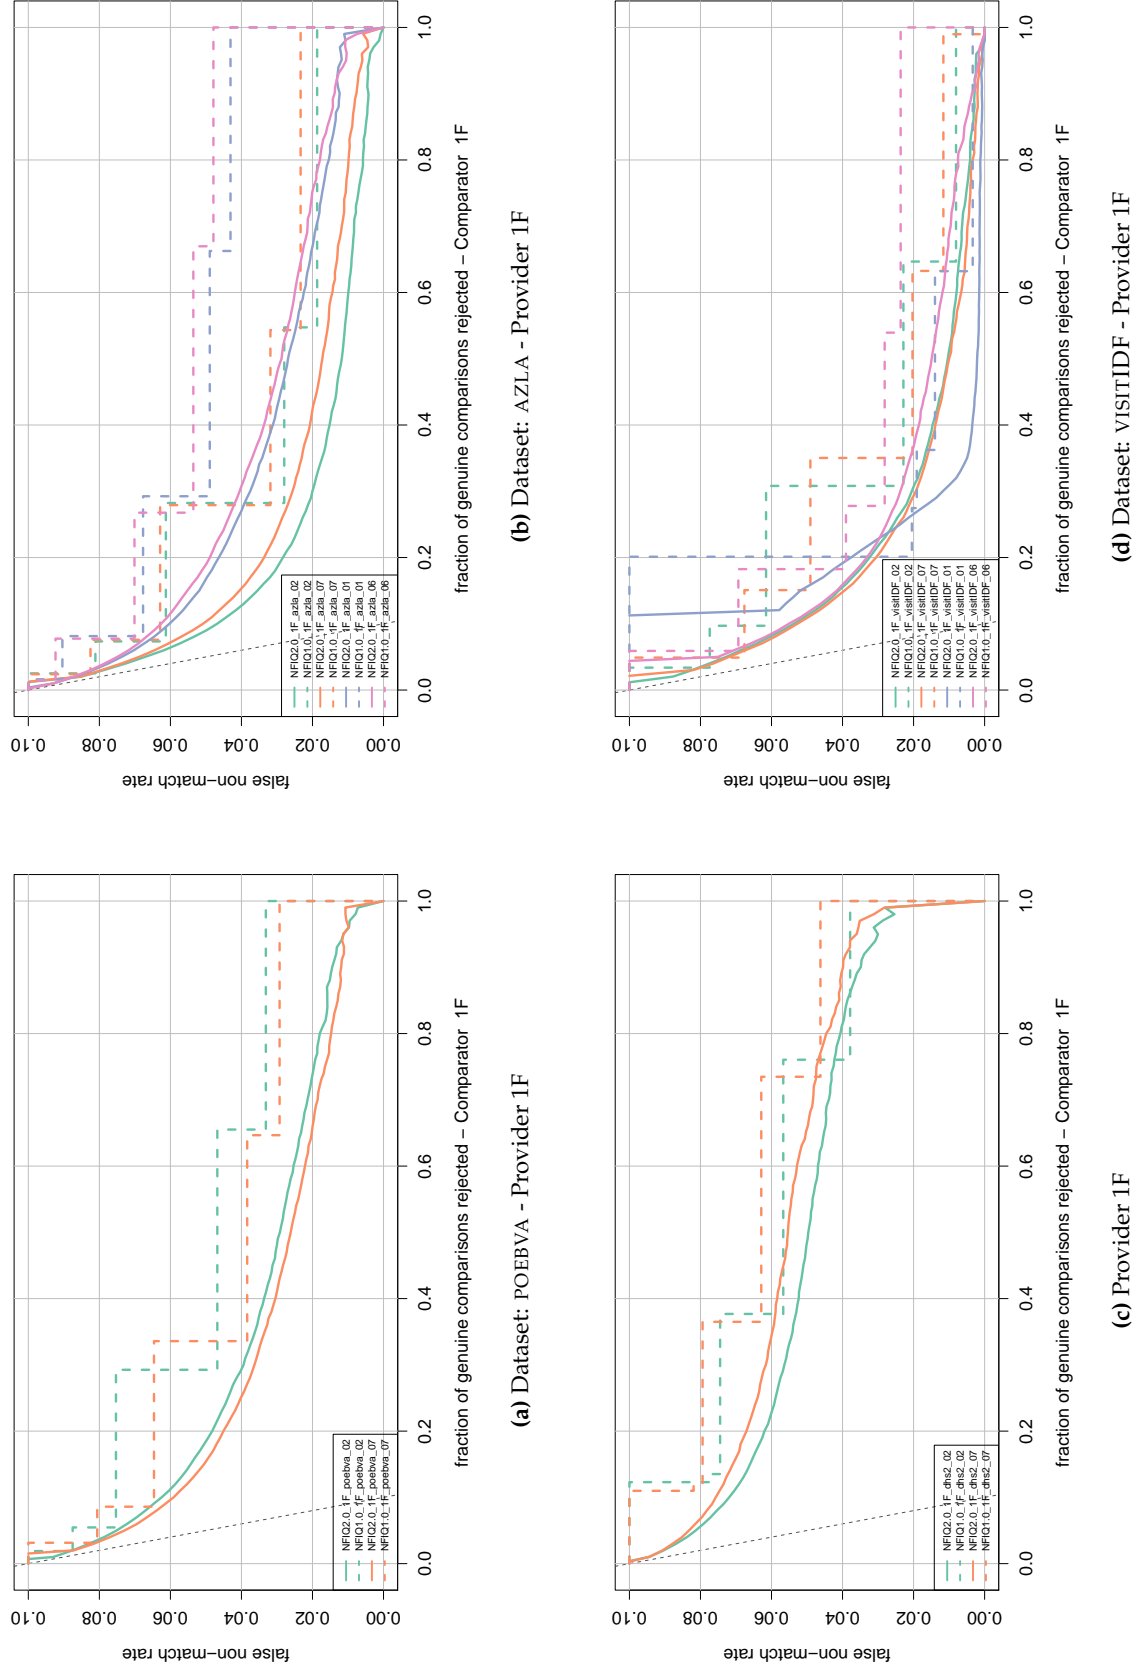 false non−match rate
0.00 0.02 0.04 0.06 0.08 0.10
0.0 0.2 0.4 0.6 0.8 1.0
NFIQ2.0_1F_poebva_02
NFIQ1.0_1F_poebva_02
NFIQ2.0_1F_poebva_07
NFIQ1.0_1F_poebva_07
fraction of genuine comparisons rejected − Comparator 1F
(a) Dataset: POEBVA - Provider 1F
false non−match rate
0.00 0.02 0.04 0.06 0.08 0.10
0.0 0.2 0.4 0.6 0.8 1.0
NFIQ2.0_1F_azla_02
NFIQ1.0_1F_azla_02
NFIQ2.0_1F_azla_07
NFIQ1.0_1F_azla_07
NFIQ2.0_1F_azla_01
NFIQ1.0_1F_azla_01
NFIQ2.0_1F_azla_06
NFIQ1.0_1F_azla_06
fraction of genuine comparisons rejected − Comparator 1F
(b) Dataset: AZLA - Provider 1F
false non−match rate
0.00 0.02 0.04 0.06 0.08 0.10
0.0 0.2 0.4 0.6 0.8 1.0
NFIQ2.0_1F_dhs2_02
NFIQ1.0_1F_dhs2_02
NFIQ2.0_1F_dhs2_07
NFIQ1.0_1F_dhs2_07
fraction of genuine comparisons rejected − Comparator 1F
(c) Provider 1F
false non−match rate
0.00 0.02 0.04 0.06 0.08 0.10
0.0 0.2 0.4 0.6 0.8 1.0
NFIQ2.0_1F_visitIDF_02
NFIQ1.0_1F_visitIDF_02
NFIQ2.0_1F_visitIDF_07
NFIQ1.0_1F_visitIDF_07
NFIQ2.0_1F_visitIDF_01
NFIQ1.0_1F_visitIDF_01
NFIQ2.0_1F_visitIDF_06
NFIQ1.0_1F_visitIDF_06
fraction of genuine comparisons rejected − Comparator 1F
(d) Dataset: VISITIDF - Provider 1F